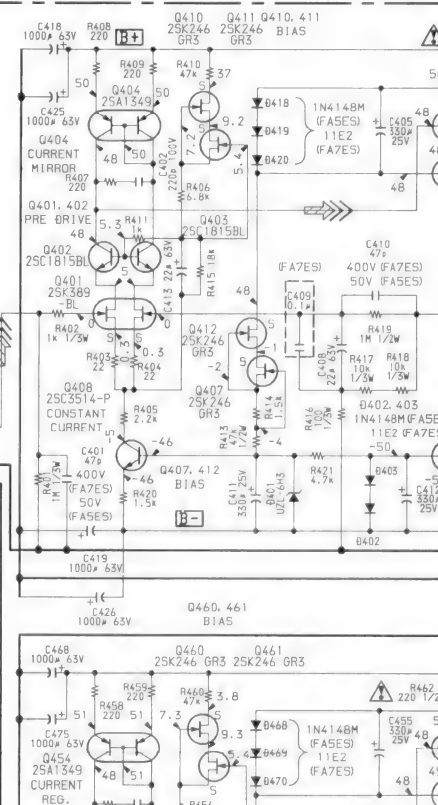 C418
1000μ 63V
R408
220
B+
Q410
2SK246
GR3
Q411
2SK246
GR3
Q410, 411
BIAS
R409
220
R410
47k
37
50
Q404
2SA1349
50
C425
1000μ 63V
Q404
CURRENT
MIRROR
48
50
C402
220p 100V
7.2
9.2
5.4
D418
D419
D420
1N4148M
(FA5ES)
11E2
(FA7ES)
C405
330μ
25V
48
48
R407
220
R406
6.8k
Q401, 402
PRE DRIVE
48
5.3
R411
1k
Q403
2SC1815BL
Q402
2SC1815BL
5
C413 22μ 63V
R415 18k
C410
47p
400V (FA7ES)
50V (FA5ES)
Q401
2SK389
-BL
(FA7ES)
C409
0.1μ
48
0
0
R402
1k 1/3W
S
S
Q412
2SK246
GR3
S
-1
R419
1M 1/2W
R403
22
0.3
0.3
R404
22
-2
S
C408
22μ 63V
R417
10k
1/3W
R418
10k
1/3W
Q408
2SC3514-P
CONSTANT
CURRENT
Q407
2SK246
GR3
R414
1.5k
R416
100
1/3W
D402, 403
1N4148M(FA5E
11E2 (FA7E
R405
2.2k
-5
-46
R413
47k
1/2W
-4
-50
C401
47p
400V
(FA7ES)
50V
(FA5ES)
R401
1M 1/3W
-46
R420
1.5k
Q407, 412
BIAS
B-
C411
330μ 25V
D401
UZL-6H3
R421
4.7k
D403
330μ
25V
D402
C419
1000μ 63V
C426
1000μ 63V
Q460, 461
BIAS
C468
1000μ 63V
Q460
2SK246 GR3
Q461
2SK246 GR3
R458
220
R459
220
51
51
R460
47k
3.8
7.3
S
9.3
5.4
S
R462
220 1/2
C475
1000μ 63V
Q454
2SA1349
CURRENT
REG.
48
51
D468
D469
D470
1N4148M
(FA5ES)
11E2
(FA7ES)
C455
330μ
25V
48
48